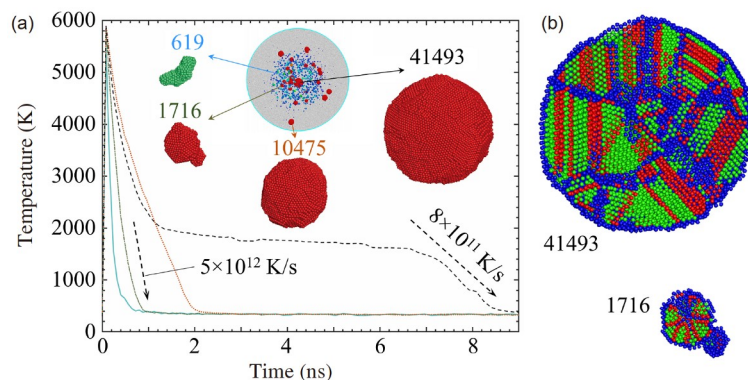 (a)
6000
5000
4000
3000
2000
1000
0
Temperature (K)
619
1716
10475
41493
5×10¹² K/s
8×10¹¹ K/s
0 2 4 6 8
Time (ns)
(b)
41493
1716